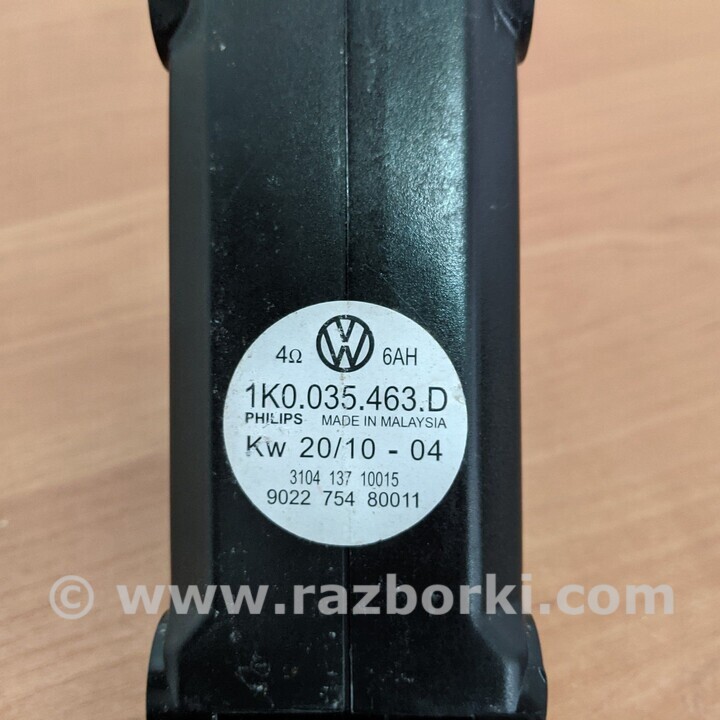 4Ω VW 6AH
1K0.035.463.D
PHILIPS MADE IN MALAYSIA
Kw 20/10 - 04
3104 137 10015
9022 754 80011
© www.razborki.com